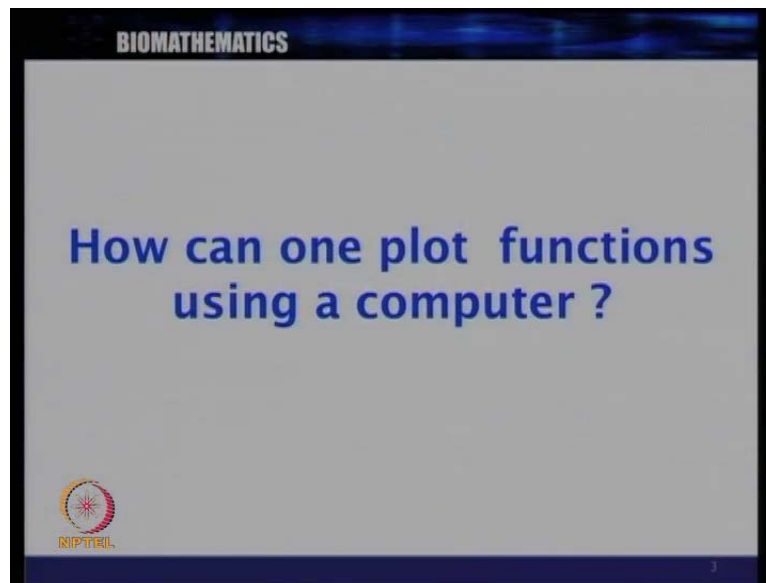 BIOMATHEMATICS
How can one plot functions
using a computer ?
NPTEL
3